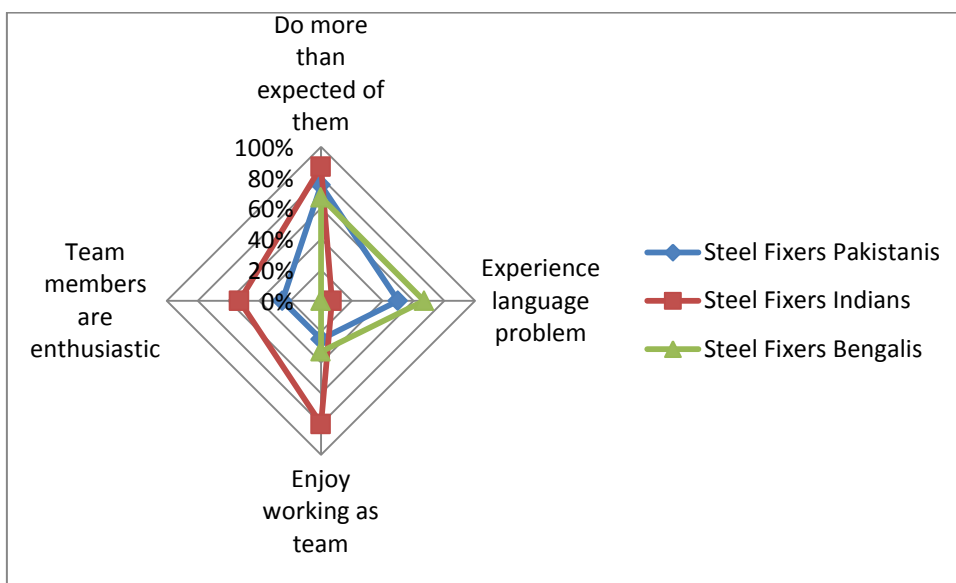 Do more
than
expected of
them
100%
80%
60%
40%
20%
0%
Team
members
are
enthusiastic
Experience
language
problem
Enjoy
working as
team
Steel Fixers Pakistanis
Steel Fixers Indians
Steel Fixers Bengalis